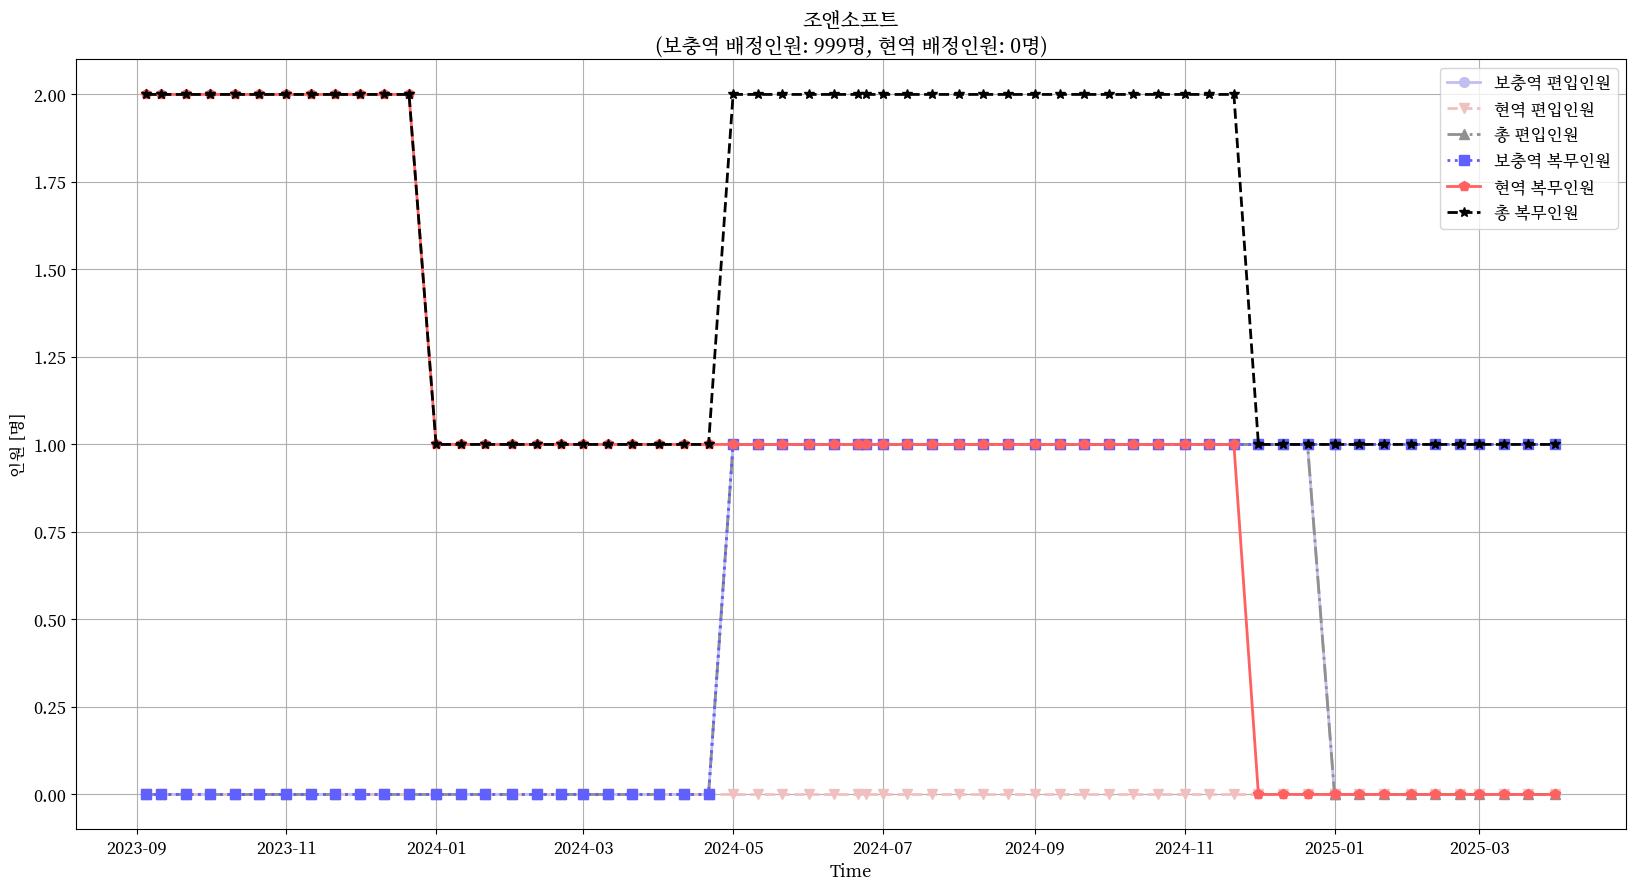 조앤소프트
(보충역 배정인원: 999명, 현역 배정인원: 0명)
보충역 편입인원
현역 편입인원
총 편입인원
보충역 복무인원
현역 복무인원
총 복무인원
인원 [명]
2.00
1.75
1.50
1.25
1.00
0.75
0.50
0.25
0.00
2023-09 2023-11 2024-01 2024-03 2024-05 2024-07 2024-09 2024-11 2025-01 2025-03
Time